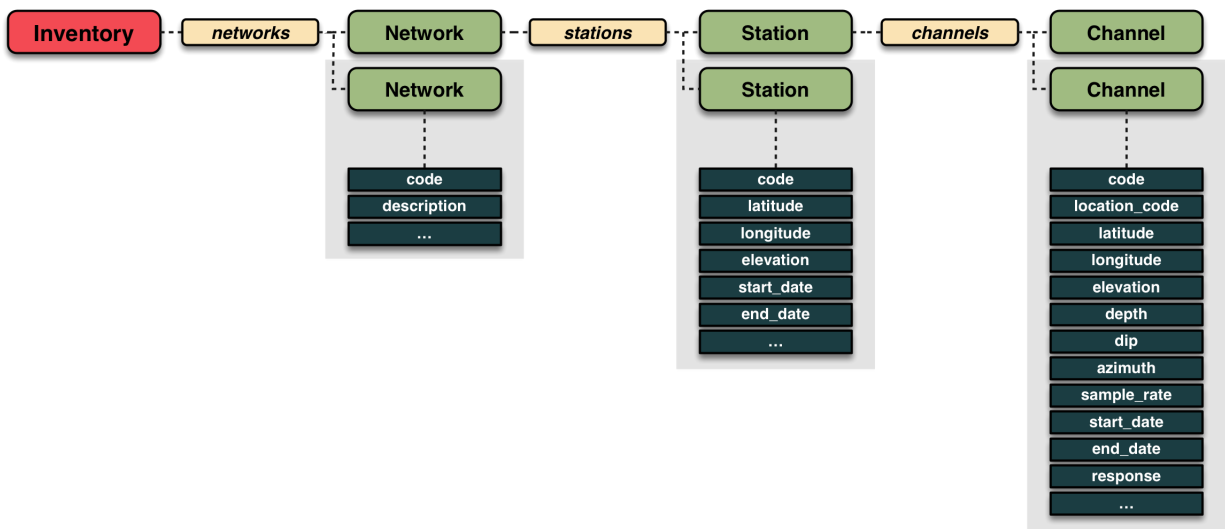 Inventory
networks
Network
stations
Station
channels
Channel
Network
Station
Channel
code
description
...
code
latitude
longitude
elevation
start_date
end_date
...
code
location_code
latitude
longitude
elevation
depth
dip
azimuth
sample_rate
start_date
end_date
response
...